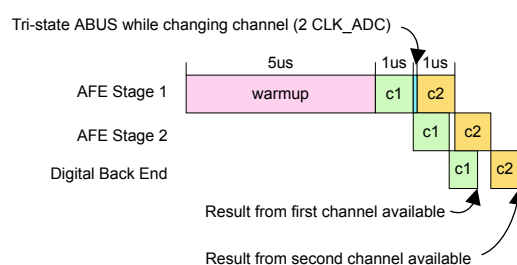 Tri-state ABUS while changing channel (2 CLK_ADC)
5us 1us 1us
AFE Stage 1 warmup c1 c2
AFE Stage 2 c1 c2
Digital Back End c1 c2
Result from first channel available
Result from second channel available